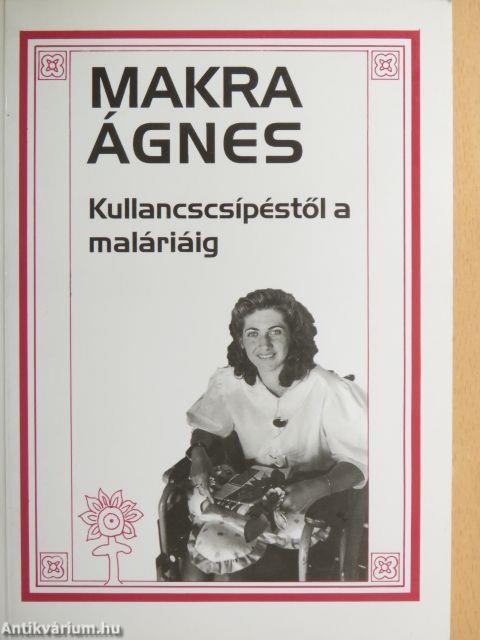 MAKRA
ÁGNES
Kullancscsípéstől a
maláriáig
Antikvárium.hu